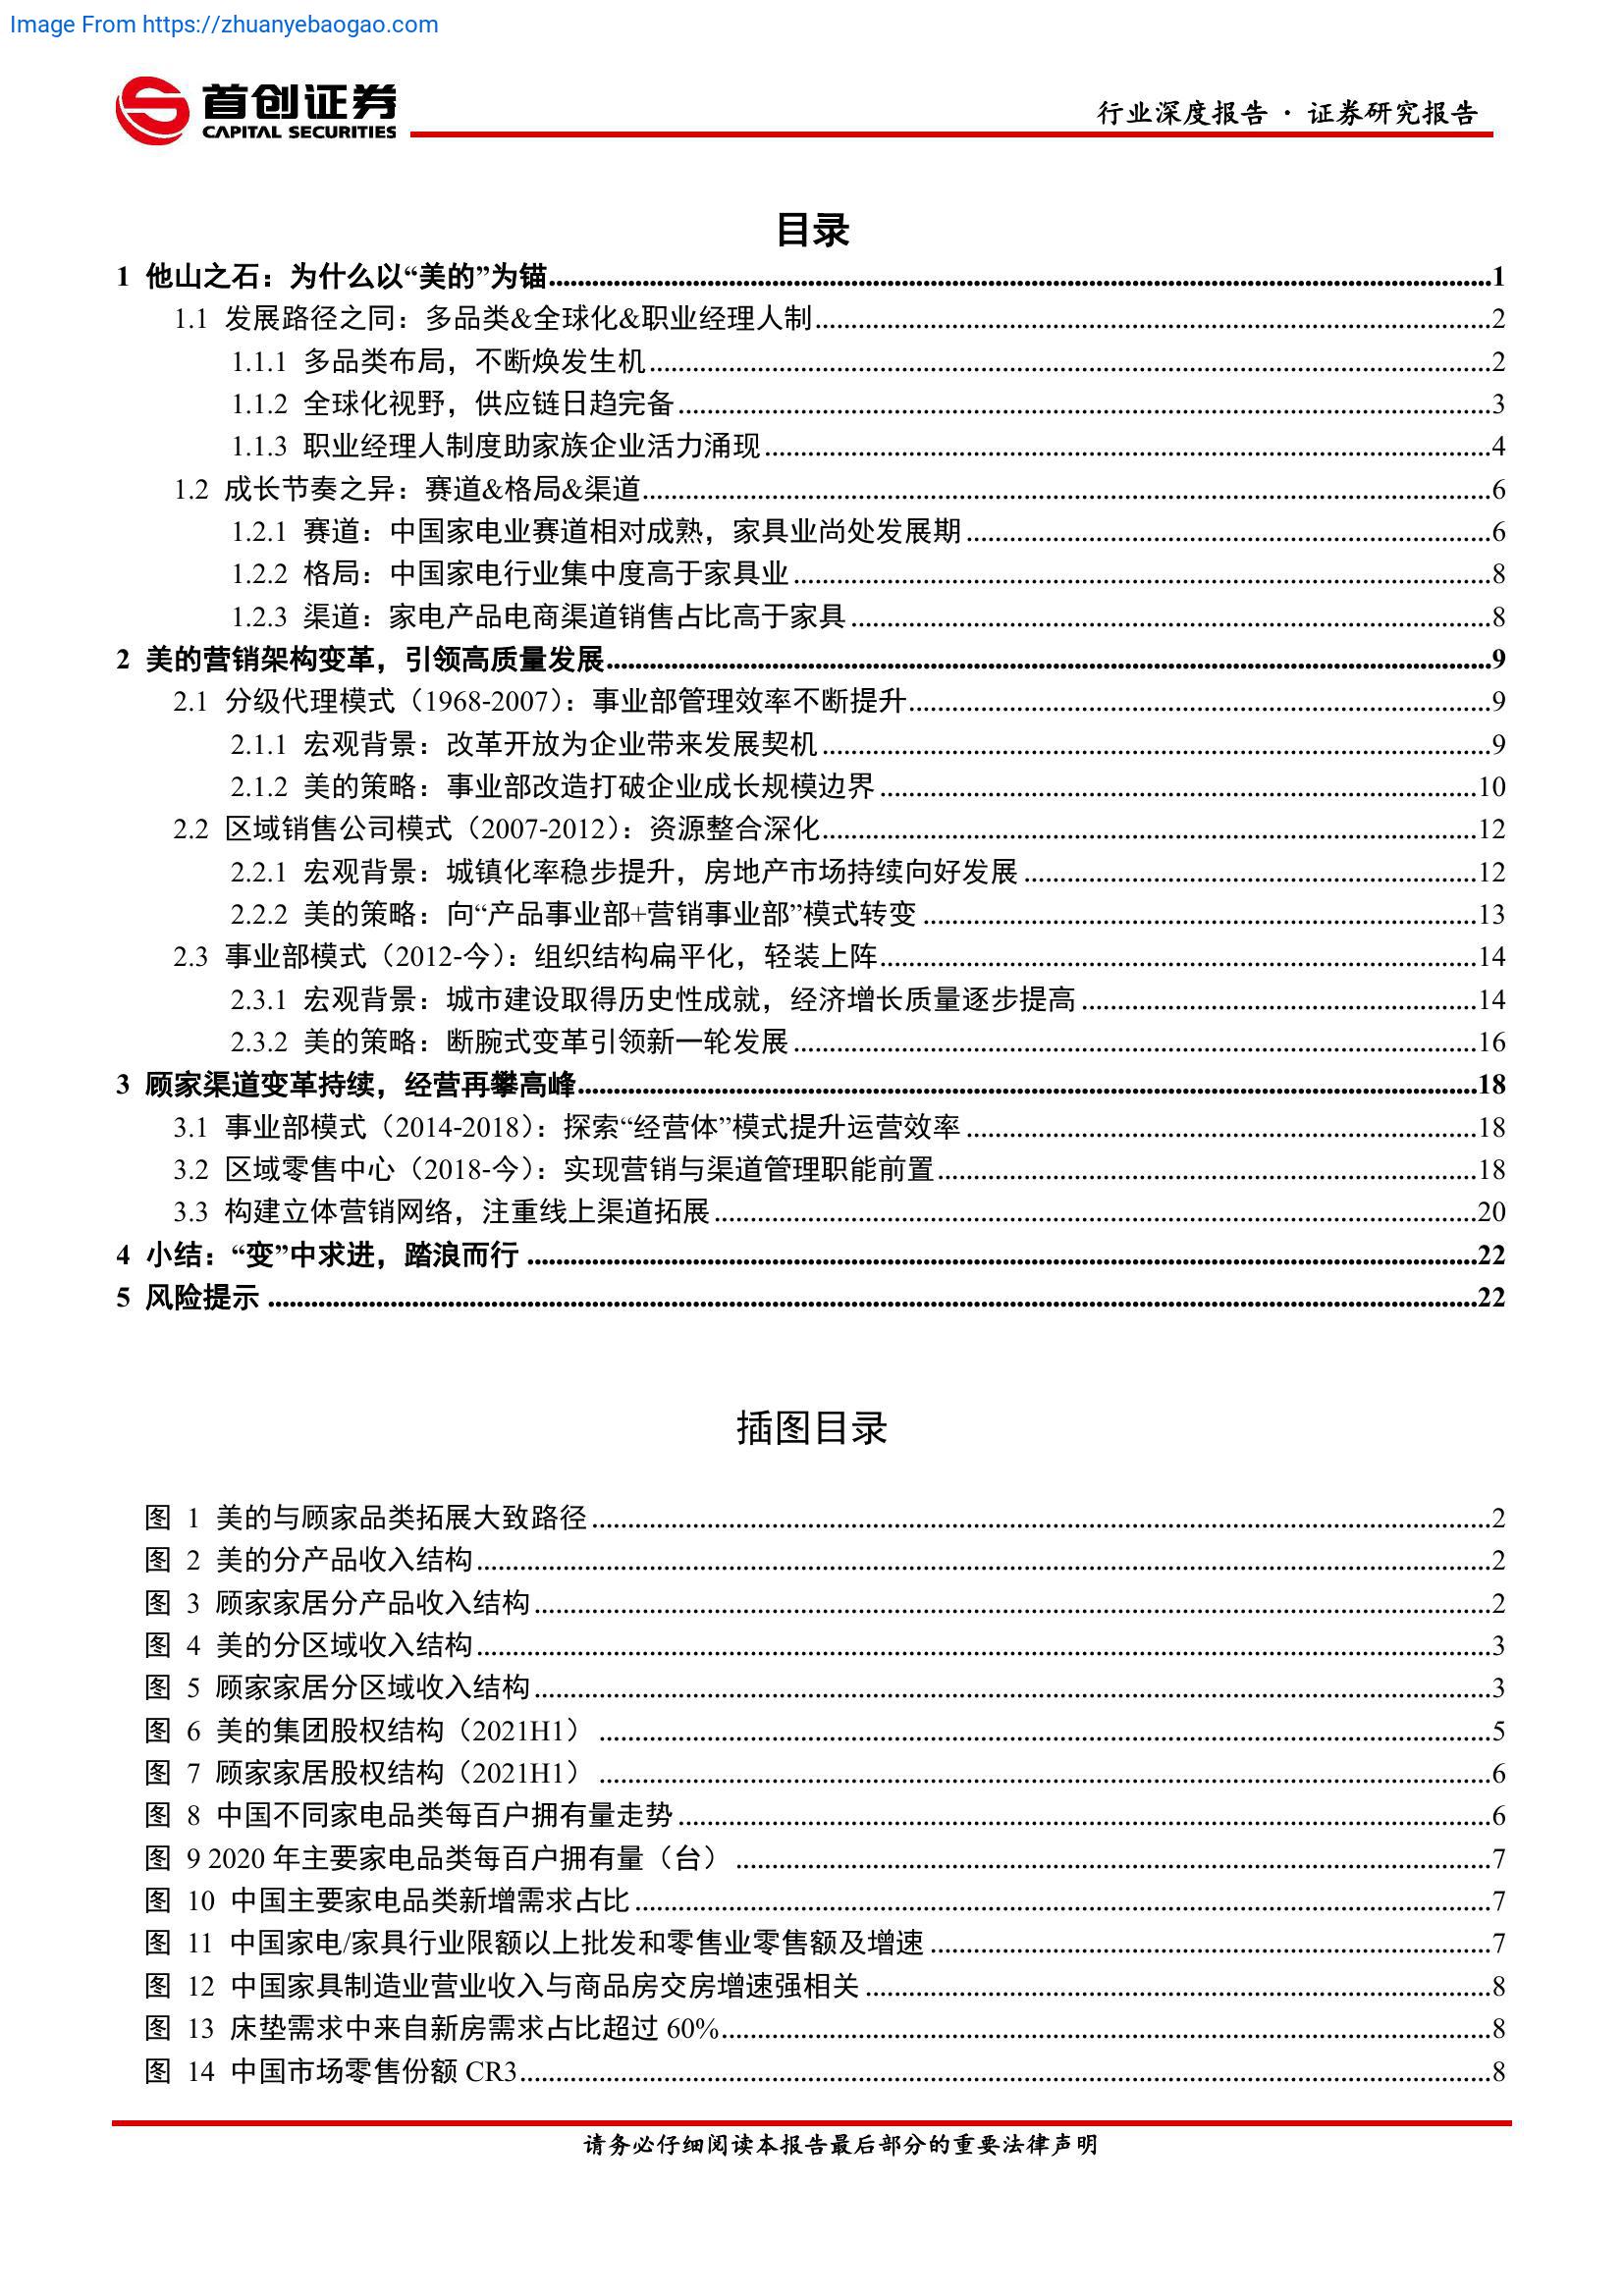 Image From https://zhuanyebaogao.com
首创证券
CAPITAL SECURITIES
行业深度报告 · 证券研究报告
目录
1 他山之石：为什么以“美的”为锚 1
1.1 发展路径之同：多品类&全球化&职业经理人制 2
1.1.1 多品类布局，不断焕发生机 2
1.1.2 全球化视野，供应链日趋完备 3
1.1.3 职业经理人制度助家族企业活力涌现 4
1.2 成长节奏之异：赛道&格局&渠道 6
1.2.1 赛道：中国家电业赛道相对成熟，家具业尚处发展期 6
1.2.2 格局：中国家电行业集中度高于家具业 8
1.2.3 渠道：家电产品电商渠道销售占比高于家具 8
2 美的营销架构变革，引领高质量发展 9
2.1 分级代理模式（1968-2007）：事业部管理效率不断提升 9
2.1.1 宏观背景：改革开放为企业带来发展契机 9
2.1.2 美的策略：事业部改造打破企业成长规模边界 10
2.2 区域销售公司模式（2007-2012）：资源整合深化 12
2.2.1 宏观背景：城镇化率稳步提升，房地产市场持续向好发展 12
2.2.2 美的策略：向“产品事业部+营销事业部”模式转变 13
2.3 事业部模式（2012-今）：组织结构扁平化，轻装上阵 14
2.3.1 宏观背景：城市建设取得历史性成就，经济增长质量逐步提高 14
2.3.2 美的策略：断腕式变革引领新一轮发展 16
3 顾家渠道变革持续，经营再攀高峰 18
3.1 事业部模式（2014-2018）：探索“经营体”模式提升运营效率 18
3.2 区域零售中心（2018-今）：实现营销与渠道管理职能前置 18
3.3 构建立体营销网络，注重线上渠道拓展 20
4 小结：“变”中求进，踏浪而行 22
5 风险提示 22
插图目录
图 1 美的与顾家品类拓展大致路径 2
图 2 美的分产品收入结构 2
图 3 顾家家居分产品收入结构 2
图 4 美的分区域收入结构 3
图 5 顾家家居分区域收入结构 3
图 6 美的集团股权结构（2021H1） 5
图 7 顾家家居股权结构（2021H1） 6
图 8 中国不同家电品类每百户拥有量走势 6
图 9 2020 年主要家电品类每百户拥有量（台） 7
图 10 中国主要家电品类新增需求占比 7
图 11 中国家电/家具行业限额以上批发和零售业零售额及增速 7
图 12 中国家具制造业营业收入与商品房交房增速强相关 8
图 13 床垫需求中来自新房需求占比超过 60% 8
图 14 中国市场零售份额 CR3 8
请务必仔细阅读本报告最后部分的重要法律声明